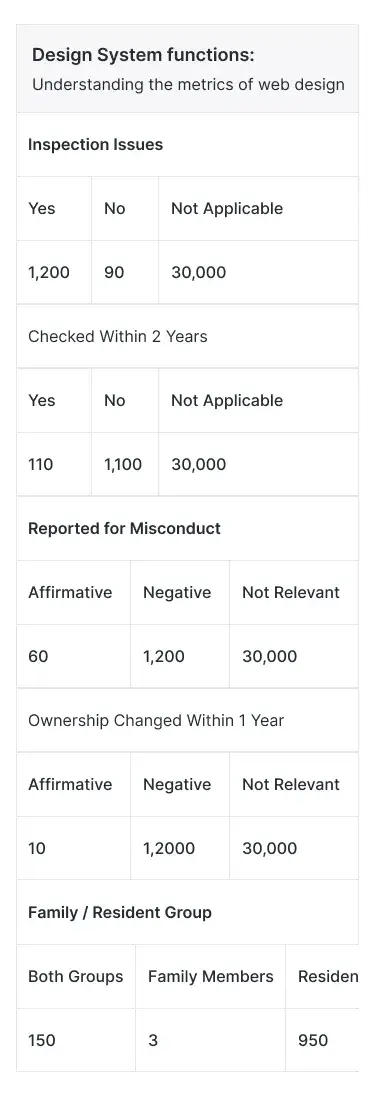 Design System functions:
Understanding the metrics of web design
Inspection Issues
Yes No Not Applicable
1,200 90 30,000
Checked Within 2 Years
Yes No Not Applicable
110 1,100 30,000
Reported for Misconduct
Affirmative Negative Not Relevant
60 1,200 30,000
Ownership Changed Within 1 Year
Affirmative Negative Not Relevant
10 1,2000 30,000
Family / Resident Group
Both Groups Family Members Residen
150 3 950